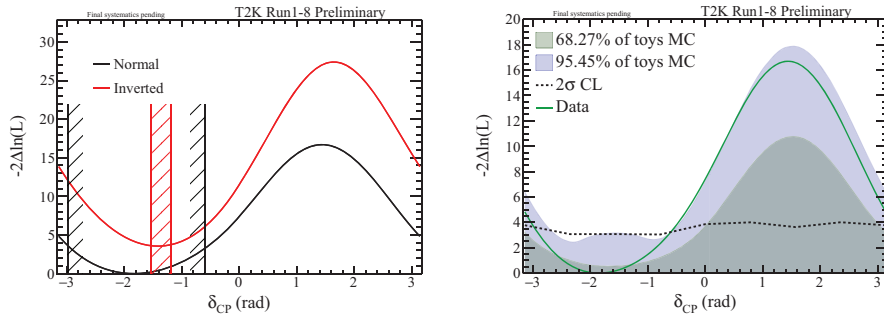 Final systematics pending
T2K Run1-8 Preliminary
-2Δln(L)
30
25
20
15
10
5
0
Normal
Inverted
−3
−2
−1
0
1
2
3
δCP (rad)
Final systematics pending
T2K Run1-8 Preliminary
-2Δln(L)
20
18
16
14
12
10
8
6
4
2
0
68.27% of toys MC
95.45% of toys MC
2σ CL
Data
−3
−2
−1
0
1
2
3
δCP (rad)